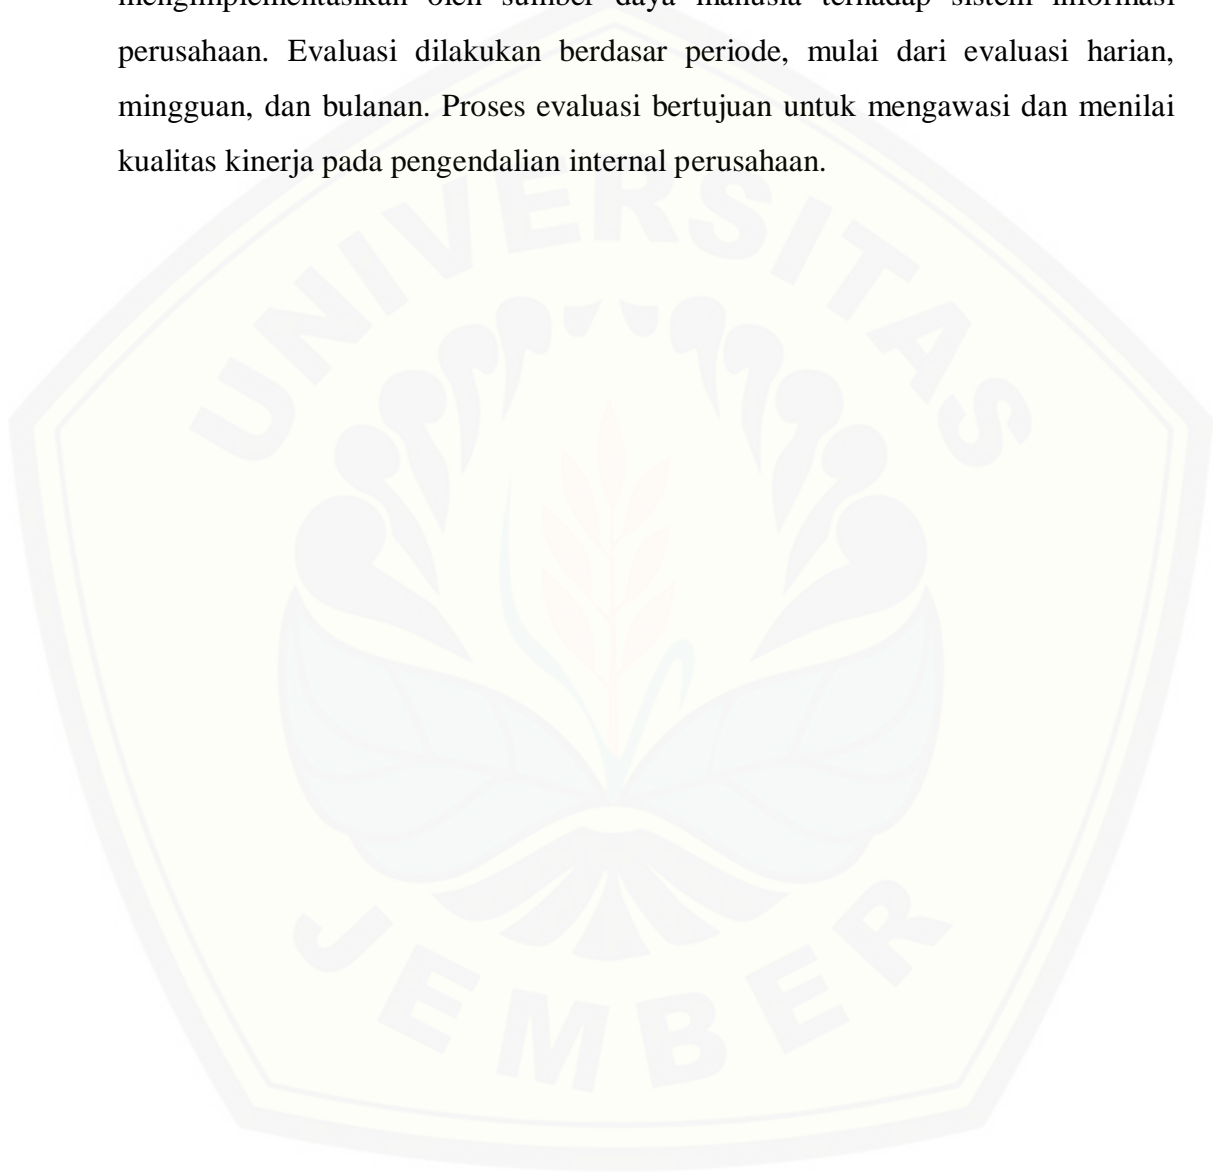 mengimplementasikan oleh sumber daya manusia terhadap sistem informasi
perusahaan. Evaluasi dilakukan berdasar periode, mulai dari evaluasi harian,
mingguan, dan bulanan. Proses evaluasi bertujuan untuk mengawasi dan menilai
kualitas kinerja pada pengendalian internal perusahaan.
UNIVERSITAS
JEMBER